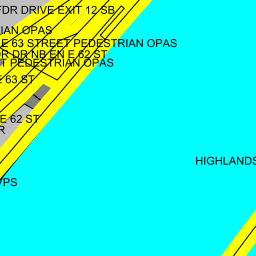 FDR DRIVE EXIT 12 SB
IAN OPAS
E 63 STREET PEDESTRIAN OPAS
R DR NB EN E 62 ST
T PEDESTRIAN OPAS
E 63 ST
E 62 ST
R
HIGHLANDS
OPS